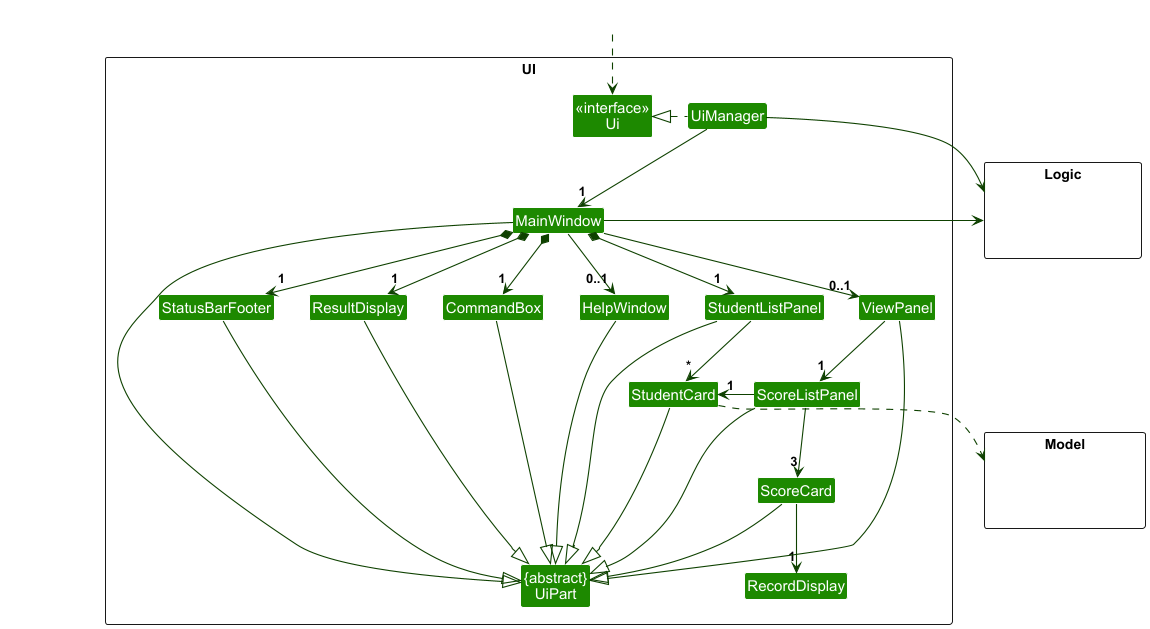 UI
«interface»
Ui
UiManager
Logic
1
MainWindow
1
1
1
0..1
1
0..1
StatusBarFooter
ResultDisplay
CommandBox
HelpWindow
StudentListPanel
ViewPanel
*
1
StudentCard
1
ScoreListPanel
Model
3
ScoreCard
1
{abstract}
UiPart
RecordDisplay